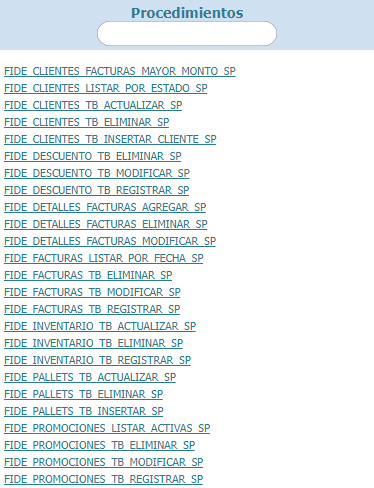 Procedimientos
FIDE_CLIENTES_FACTURAS_MAYOR_MONTO_SP
FIDE_CLIENTES_LISTAR_POR_ESTADO_SP
FIDE_CLIENTES_TB_ACTUALIZAR_SP
FIDE_CLIENTES_TB_ELIMINAR_SP
FIDE_CLIENTES_TB_INSERTAR_CLIENTE_SP
FIDE_DESCUENTO_TB_ELIMINAR_SP
FIDE_DESCUENTO_TB_MODIFICAR_SP
FIDE_DESCUENTO_TB_REGISTRAR_SP
FIDE_DETALLES_FACTURAS_AGREGAR_SP
FIDE_DETALLES_FACTURAS_ELIMINAR_SP
FIDE_DETALLES_FACTURAS_MODIFICAR_SP
FIDE_FACTURAS_LISTAR_POR_FECHA_SP
FIDE_FACTURAS_TB_ELIMINAR_SP
FIDE_FACTURAS_TB_MODIFICAR_SP
FIDE_FACTURAS_TB_REGISTRAR_SP
FIDE_INVENTARIO_TB_ACTUALIZAR_SP
FIDE_INVENTARIO_TB_ELIMINAR_SP
FIDE_INVENTARIO_TB_REGISTRAR_SP
FIDE_PALLETS_TB_ACTUALIZAR_SP
FIDE_PALLETS_TB_ELIMINAR_SP
FIDE_PALLETS_TB_INSERTAR_SP
FIDE_PROMOCIONES_LISTAR_ACTIVAS_SP
FIDE_PROMOCIONES_TB_ELIMINAR_SP
FIDE_PROMOCIONES_TB_MODIFICAR_SP
FIDE_PROMOCIONES_TB_REGISTRAR_SP